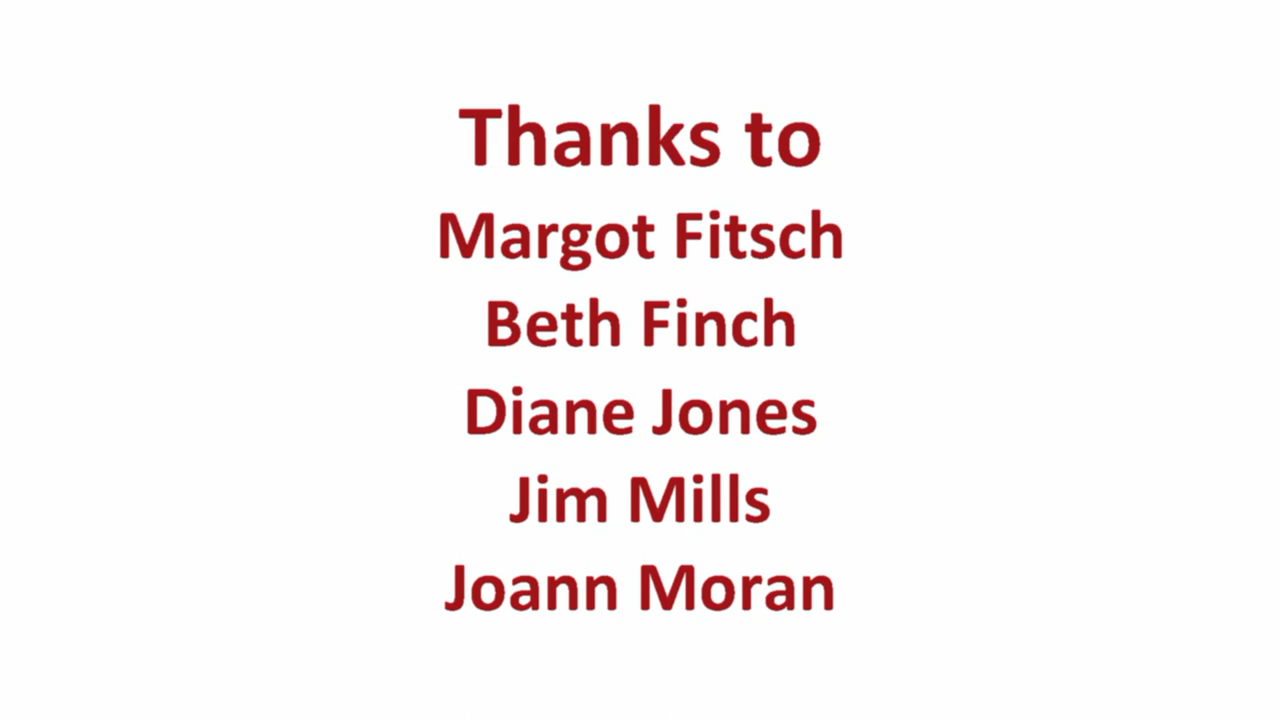 Thanks to
Margot Fitsch
Beth Finch
Diane Jones
Jim Mills
Joann Moran